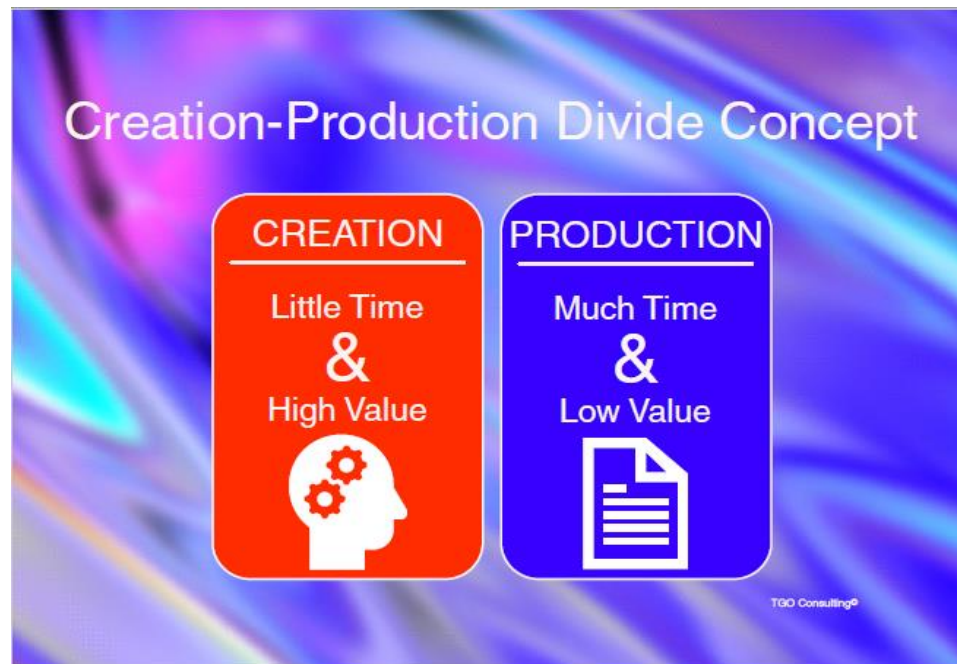 Creation-Production Divide Concept
CREATION
Little Time
&
High Value
PRODUCTION
Much Time
&
Low Value
TGO Consulting©